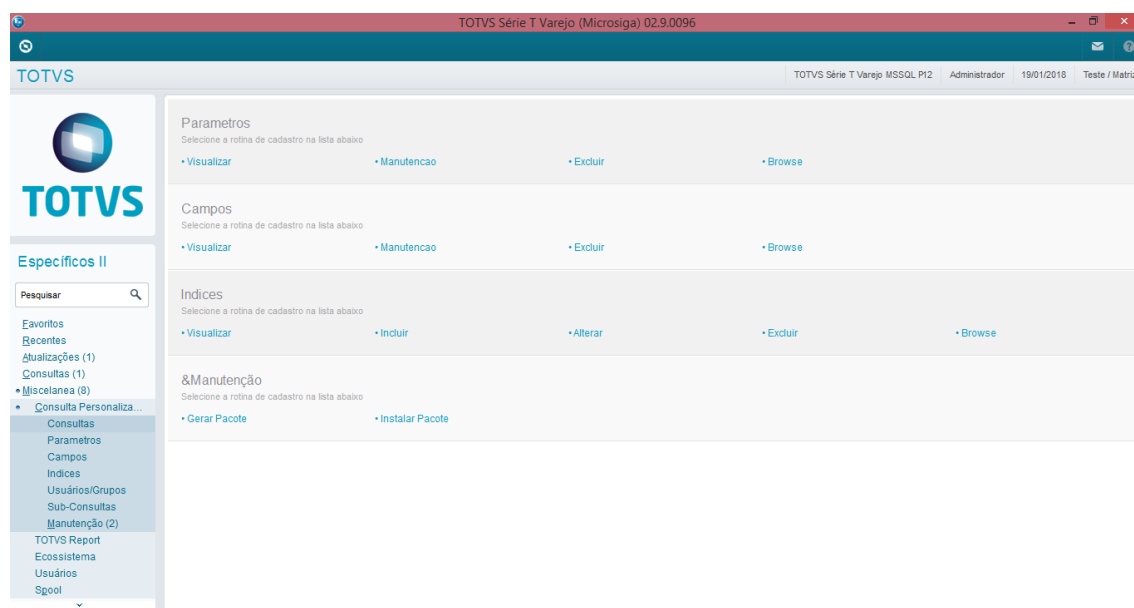 TOTVS Série T Varejo (Microsiga) 02.9.0096
TOTVS
TOTVS Série T Varejo MSSQL P12 Administrador 19/01/2018 Teste / Matriz
TOTVS
Específicos II
Pesquisar
Favoritos
Recentes
Atualizações (1)
Consultas (1)
Miscelanea (8)
Consulta Personaliza...
Consultas
Parametros
Campos
Indices
Usuários/Grupos
Sub-Consultas
Manutenção (2)
TOTVS Report
Ecossistema
Usuários
Spool
Parametros
Selecione a rotina de cadastro na lista abaixo
• Visualizar • Manutencao • Excluir • Browse
Campos
Selecione a rotina de cadastro na lista abaixo
• Visualizar • Manutencao • Excluir • Browse
Indices
Selecione a rotina de cadastro na lista abaixo
• Visualizar • Incluir • Alterar • Excluir • Browse
&Manutenção
Selecione a rotina de cadastro na lista abaixo
• Gerar Pacote • Instalar Pacote